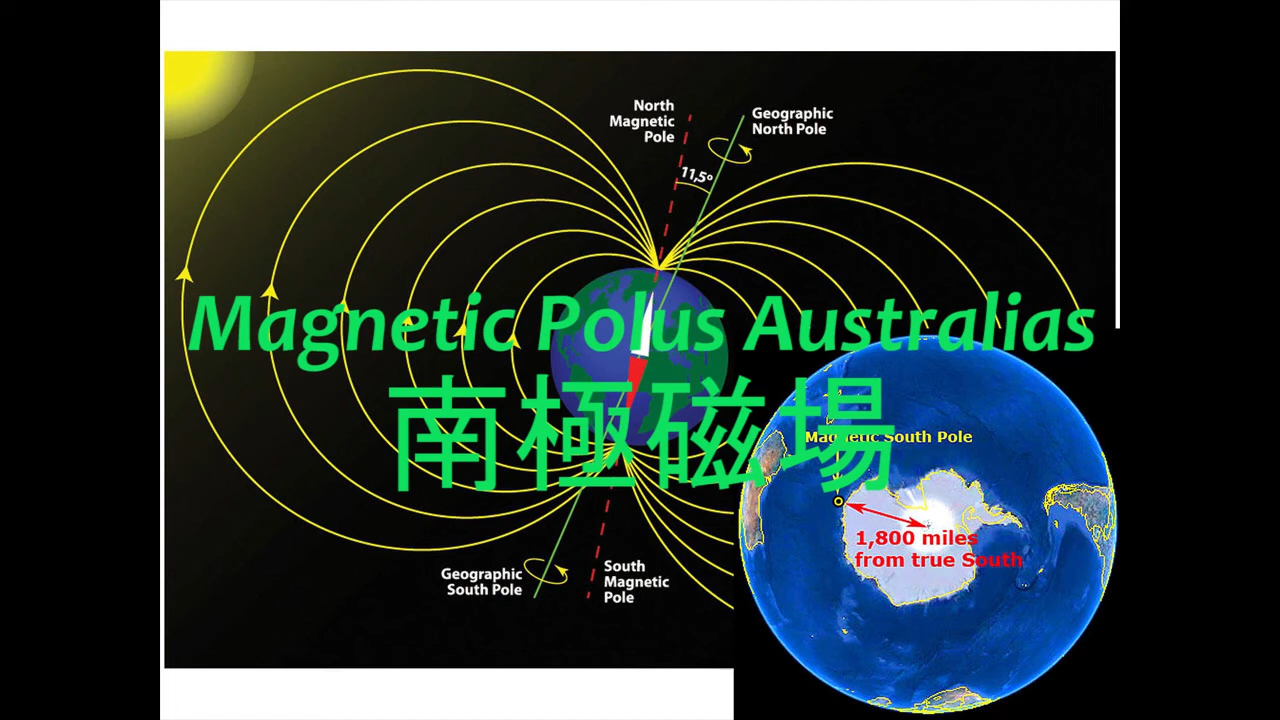 North
Magnetic
Pole
Geographic
North Pole
11,5°
Magnetic Polus Australias
南極磁場
Magnetic South Pole
1,800 miles
from true South
Geographic
South Pole
South
Magnetic
Pole